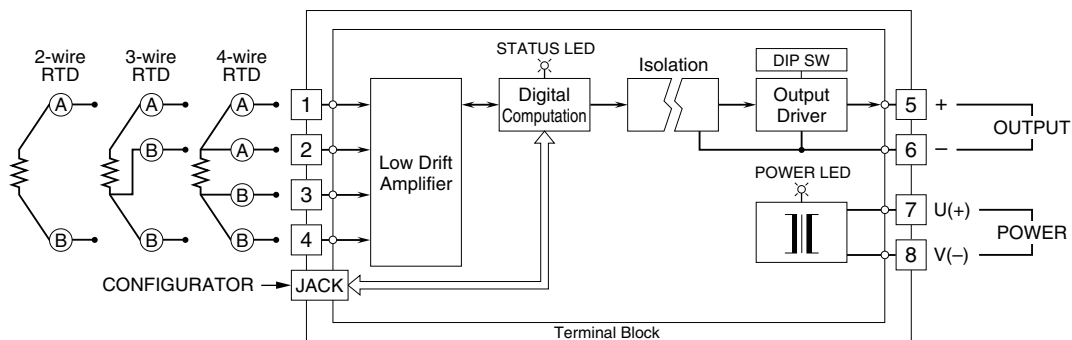 2-wire
RTD
3-wire
RTD
4-wire
RTD
A
A
A
B
A
B
B
B
B
1
2
3
4
CONFIGURATOR
JACK
Low Drift
Amplifier
STATUS LED
Digital
Computation
Isolation
DIP SW
Output
Driver
POWER LED
5 +
6 –
OUTPUT
7 U(+)
8 V(–)
POWER
Terminal Block